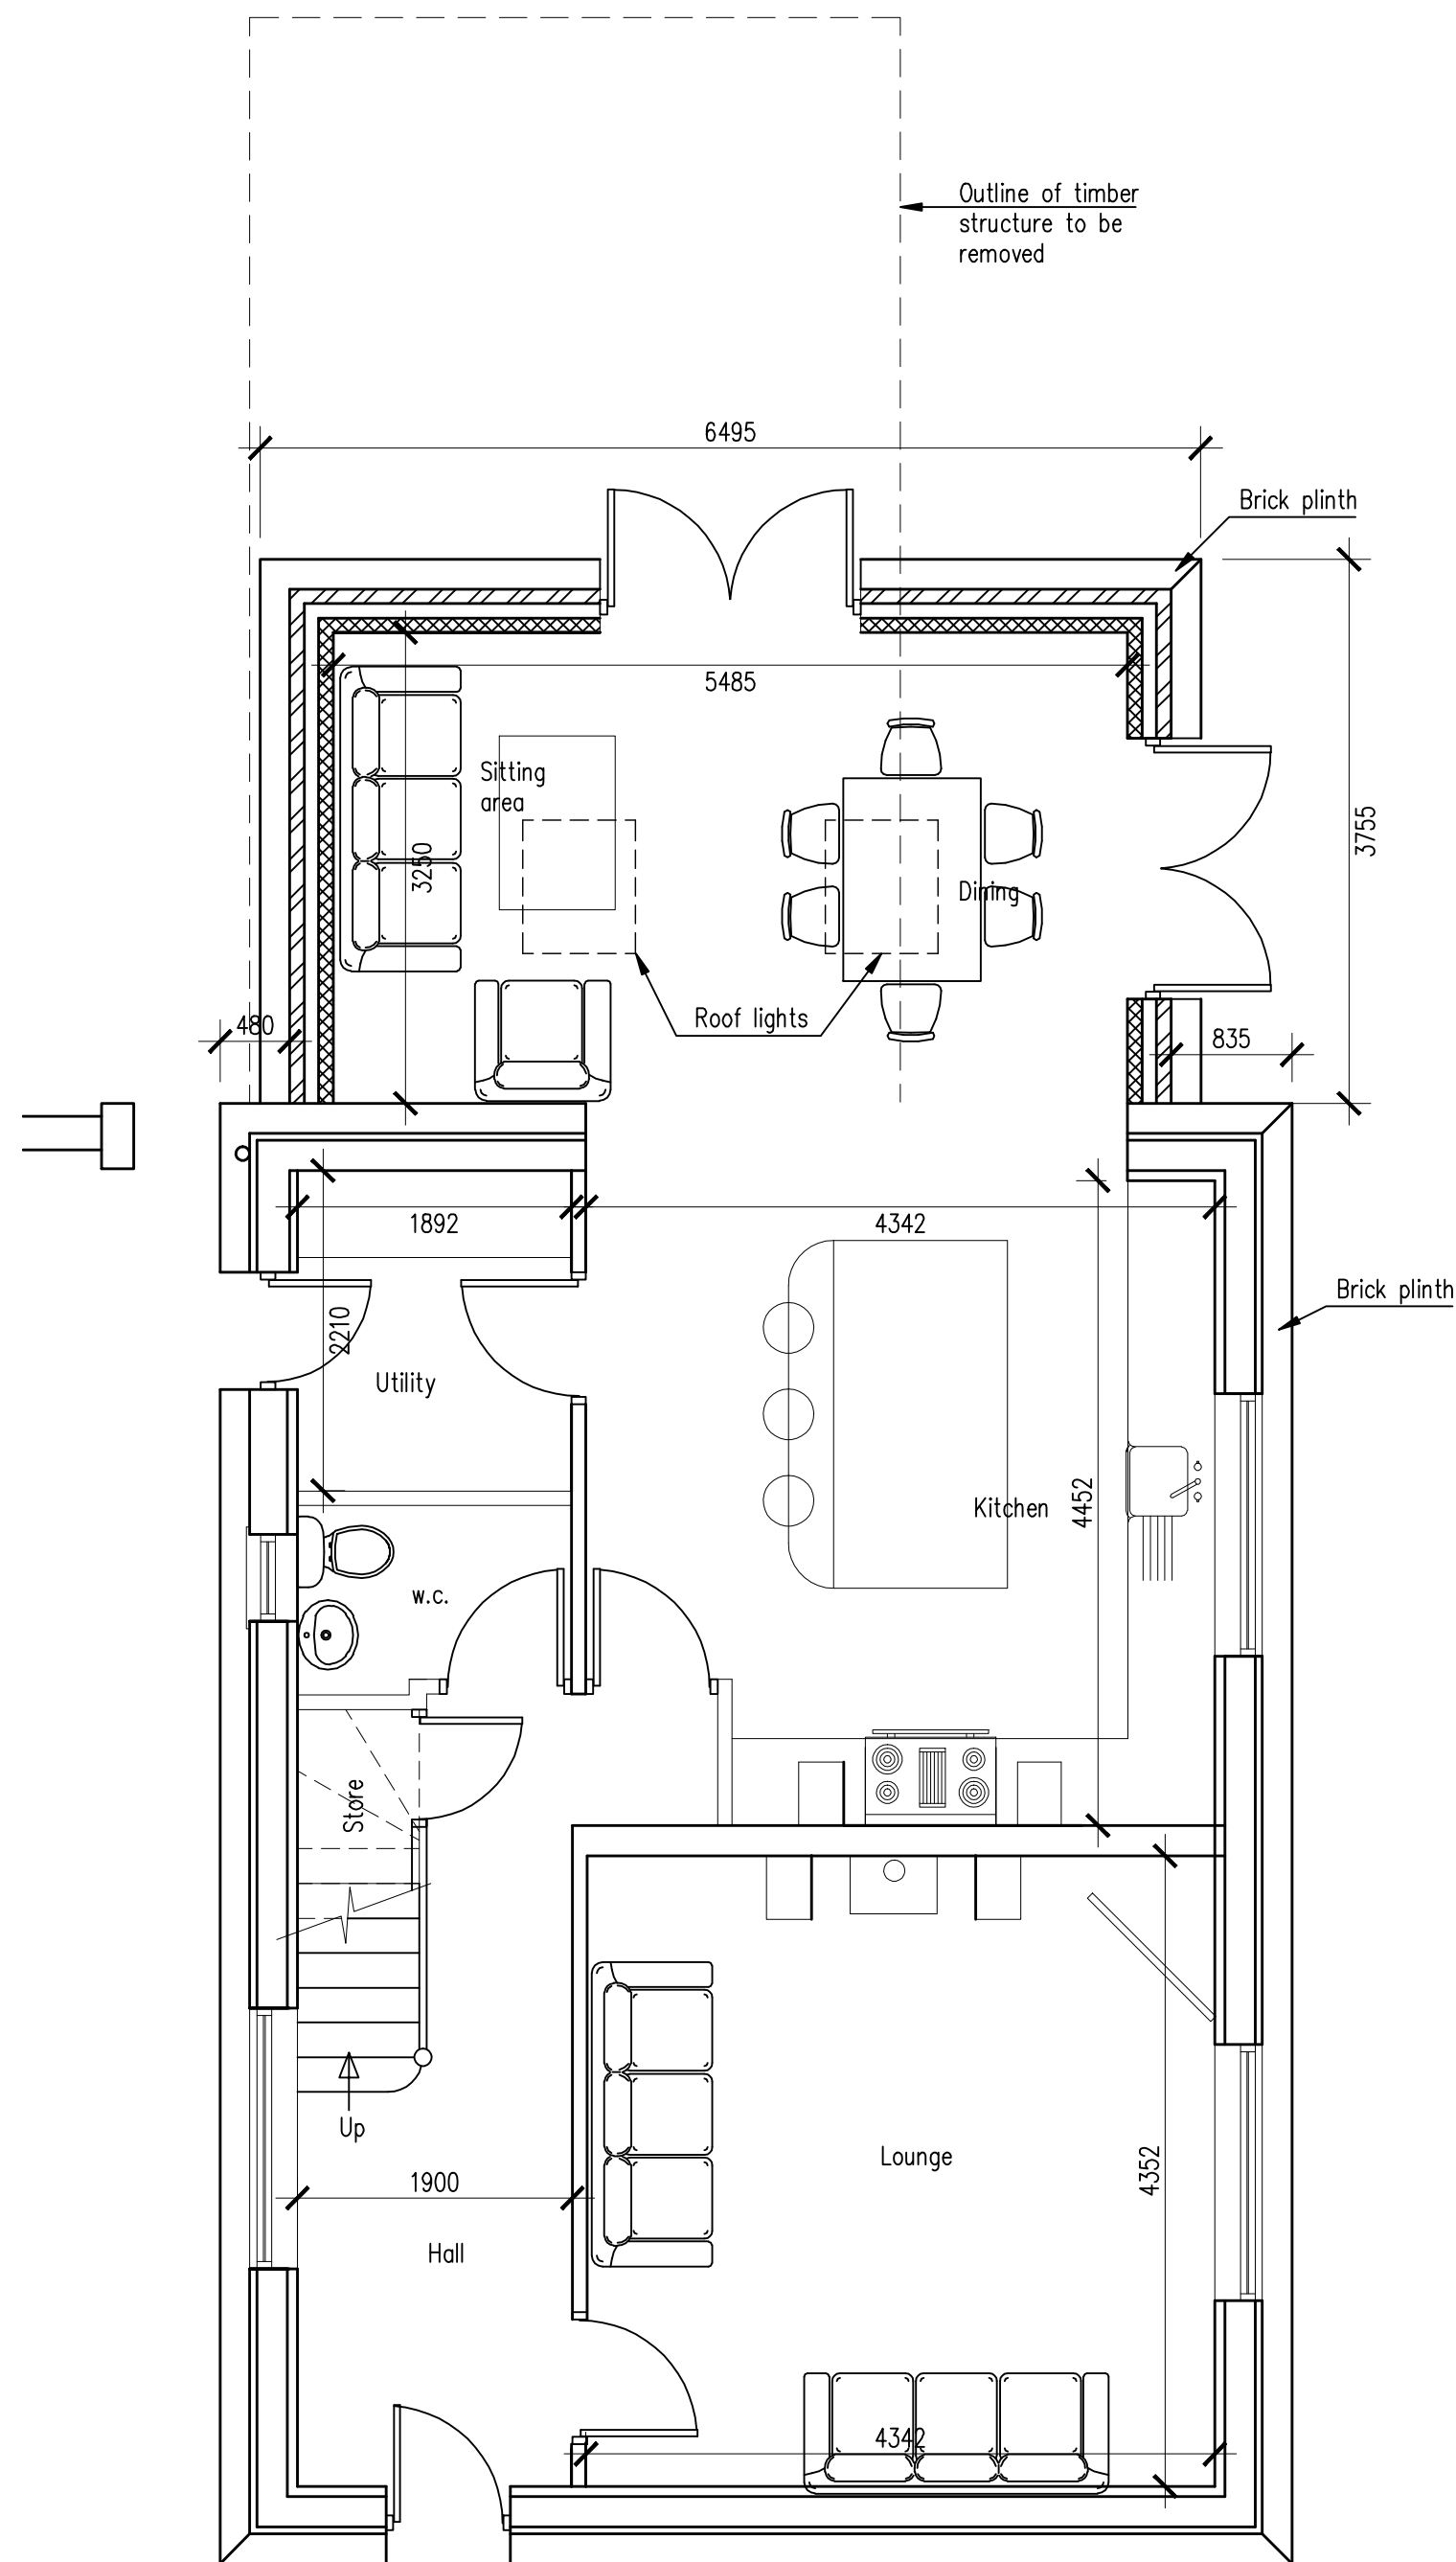 Outline of timber
structure to be
removed
6495
Brick plinth
5485
Sitting
area
3755
3250
Dining
Roof lights
480
835
1892
4342
Brick plinth
2210
Utility
4452
Kitchen
w.c.
Store
Up
Lounge
4352
1900
Hall
4342